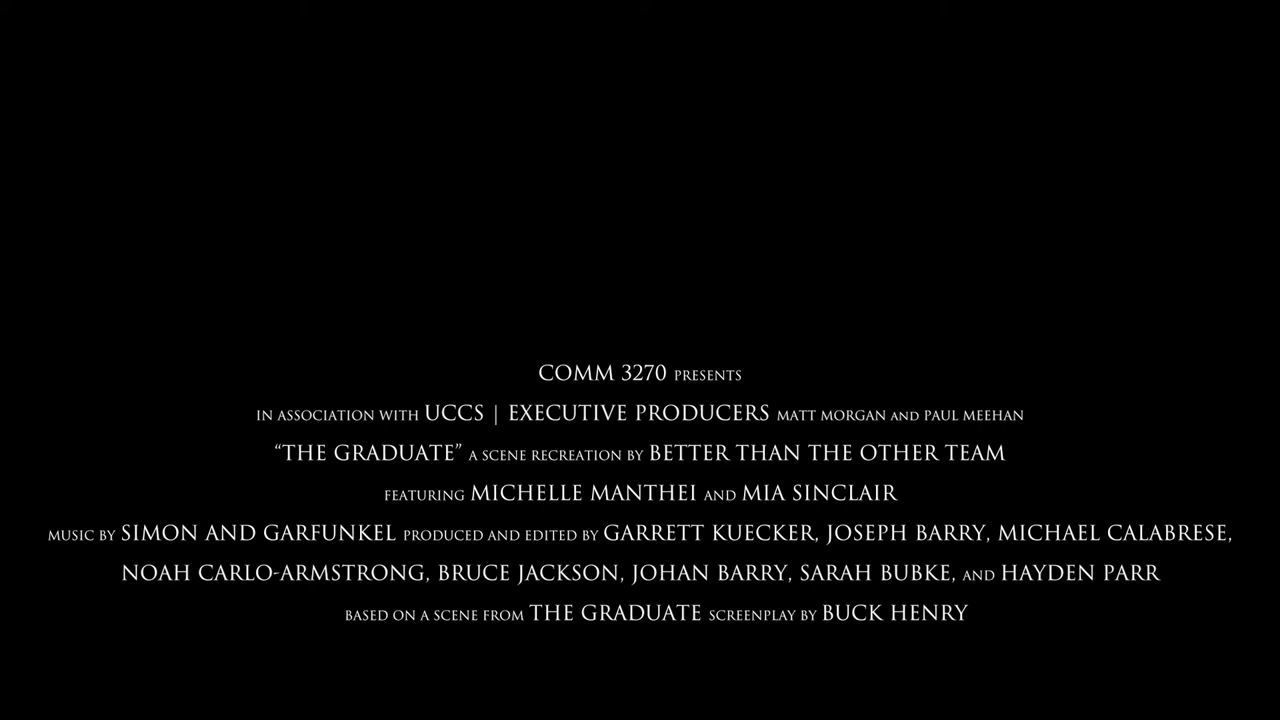 COMM 3270 PRESENTS
IN ASSOCIATION WITH UCCS | EXECUTIVE PRODUCERS MATT MORGAN AND PAUL MEEHAN
“THE GRADUATE” A SCENE RECREATION BY BETTER THAN THE OTHER TEAM
FEATURING MICHELLE MANTHEI AND MIA SINCLAIR
MUSIC BY SIMON AND GARFUNKEL PRODUCED AND EDITED BY GARRETT KUECKER, JOSEPH BARRY, MICHAEL CALABRESE,
NOAH CARLO-ARMSTRONG, BRUCE JACKSON, JOHAN BARRY, SARAH BUBKE, AND HAYDEN PARR
BASED ON A SCENE FROM THE GRADUATE SCREENPLAY BY BUCK HENRY